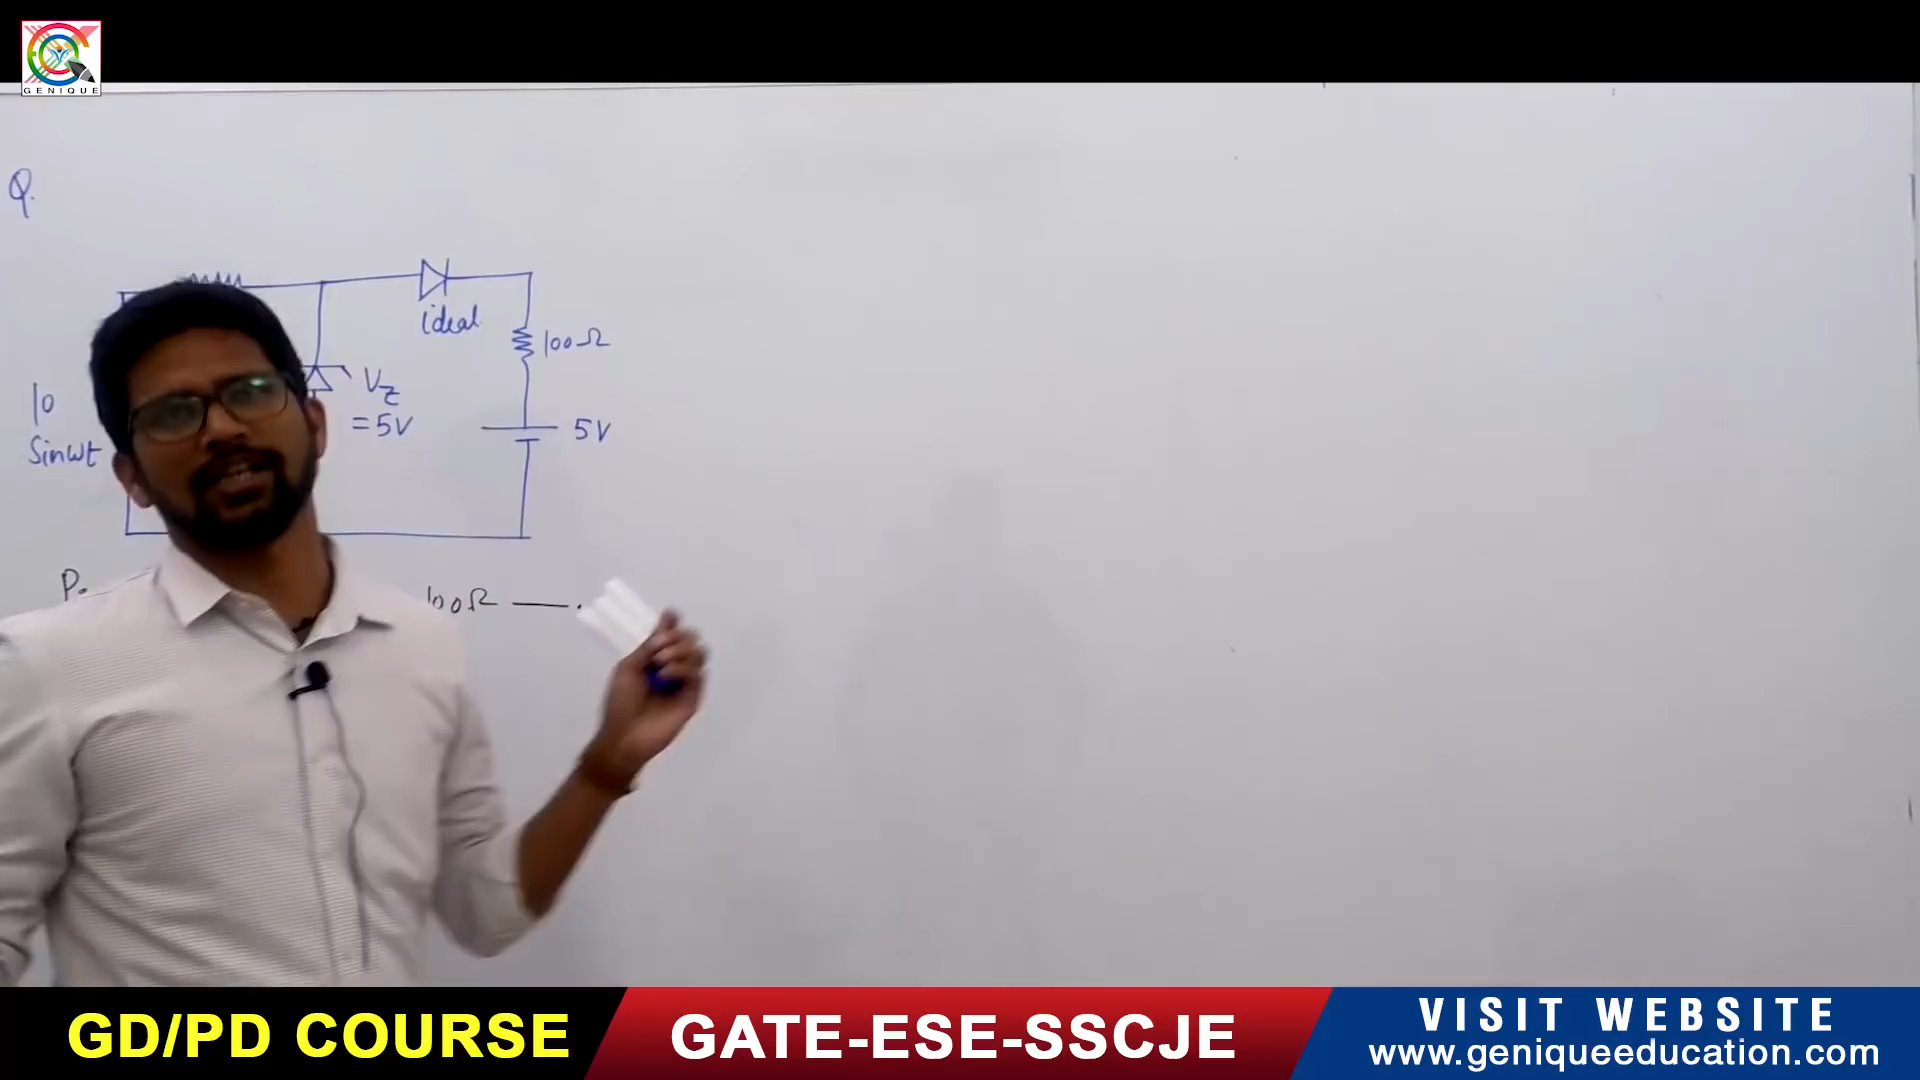 GENIQUE
Q.
ideal
100Ω
10
Sinωt
VZ
= 5V
5V
100Ω —
GD/PD COURSE
GATE-ESE-SSCJE
VISIT WEBSITE
www.geniqueeducation.com